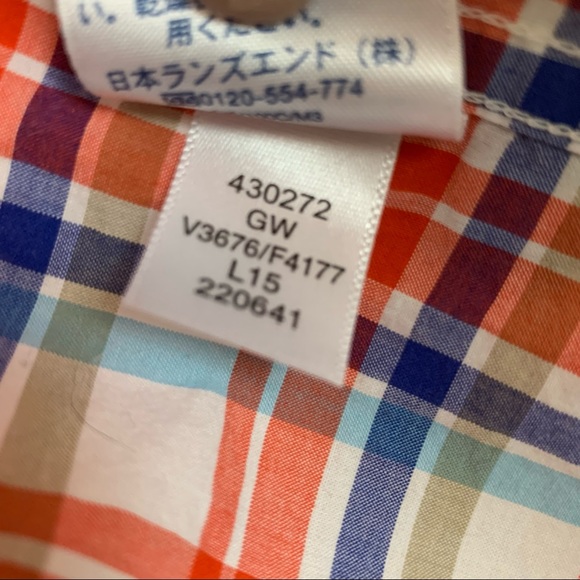 い。乾燥
用ください。
日本ランズエンド（株）
0120-554-774
430272
GW
V3676/F4177
L15
220641